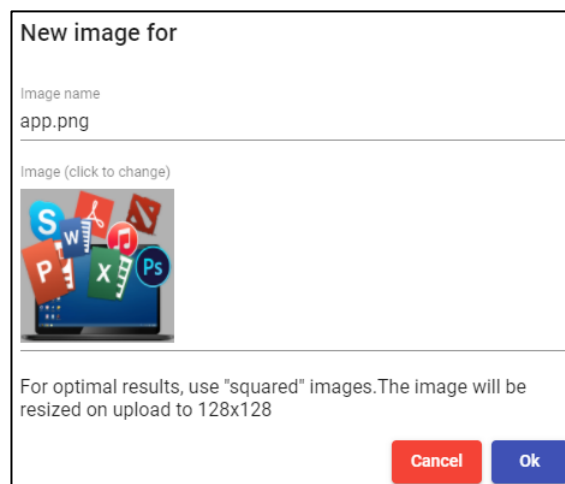 New image for
Image name
app.png
Image (click to change)
S
W
P
X
Ps
For optimal results, use "squared" images.The image will be
resized on upload to 128x128
Cancel Ok